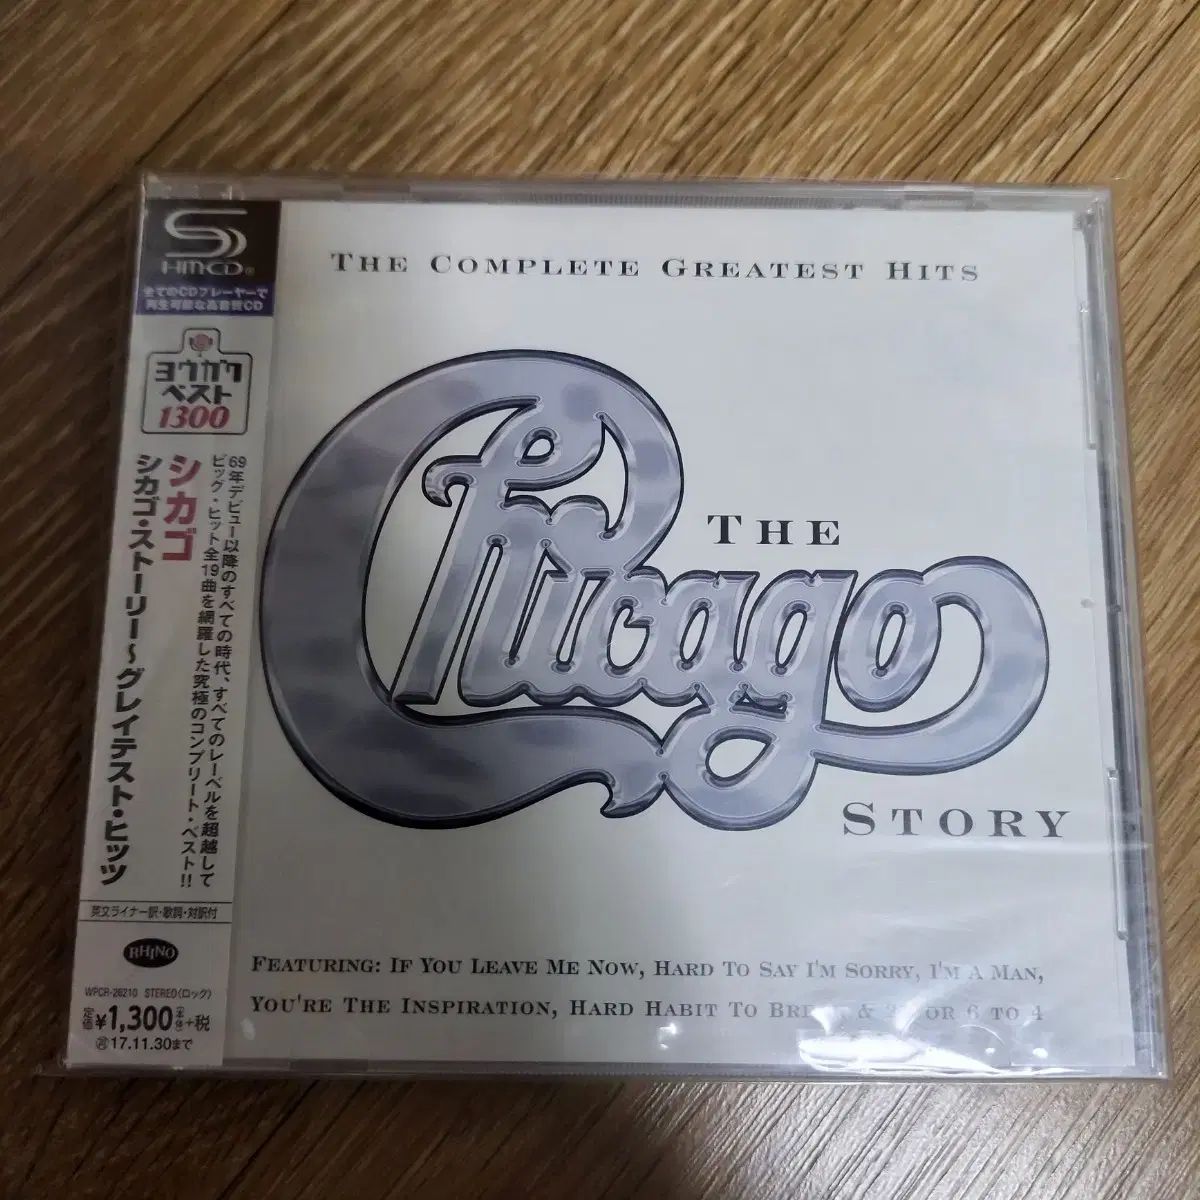 SHM-CD®
全てのCDプレーヤーで
再生可能な高音質CD
ヨウガク
ベスト
1300
69年デビュー以降のすべての時代、すべてのレーベルを超越して
ビッグ・ヒット全19曲を網羅した究極のコンプリート・ベスト!!
シカゴ
シカゴ・ストーリー～グレイテスト・ヒッツ
英文ライナー訳・歌詞・対訳付
RHINO
WPCR-26210 STEREO〈ロック〉
定価¥1,300(本体)+税
17.11.30まで
THE COMPLETE GREATEST HITS
THE
Chicago
STORY
FEATURING: IF YOU LEAVE ME NOW, HARD TO SAY I'M SORRY, I'M A MAN,
YOU'RE THE INSPIRATION, HARD HABIT TO & OR 6 TO 4